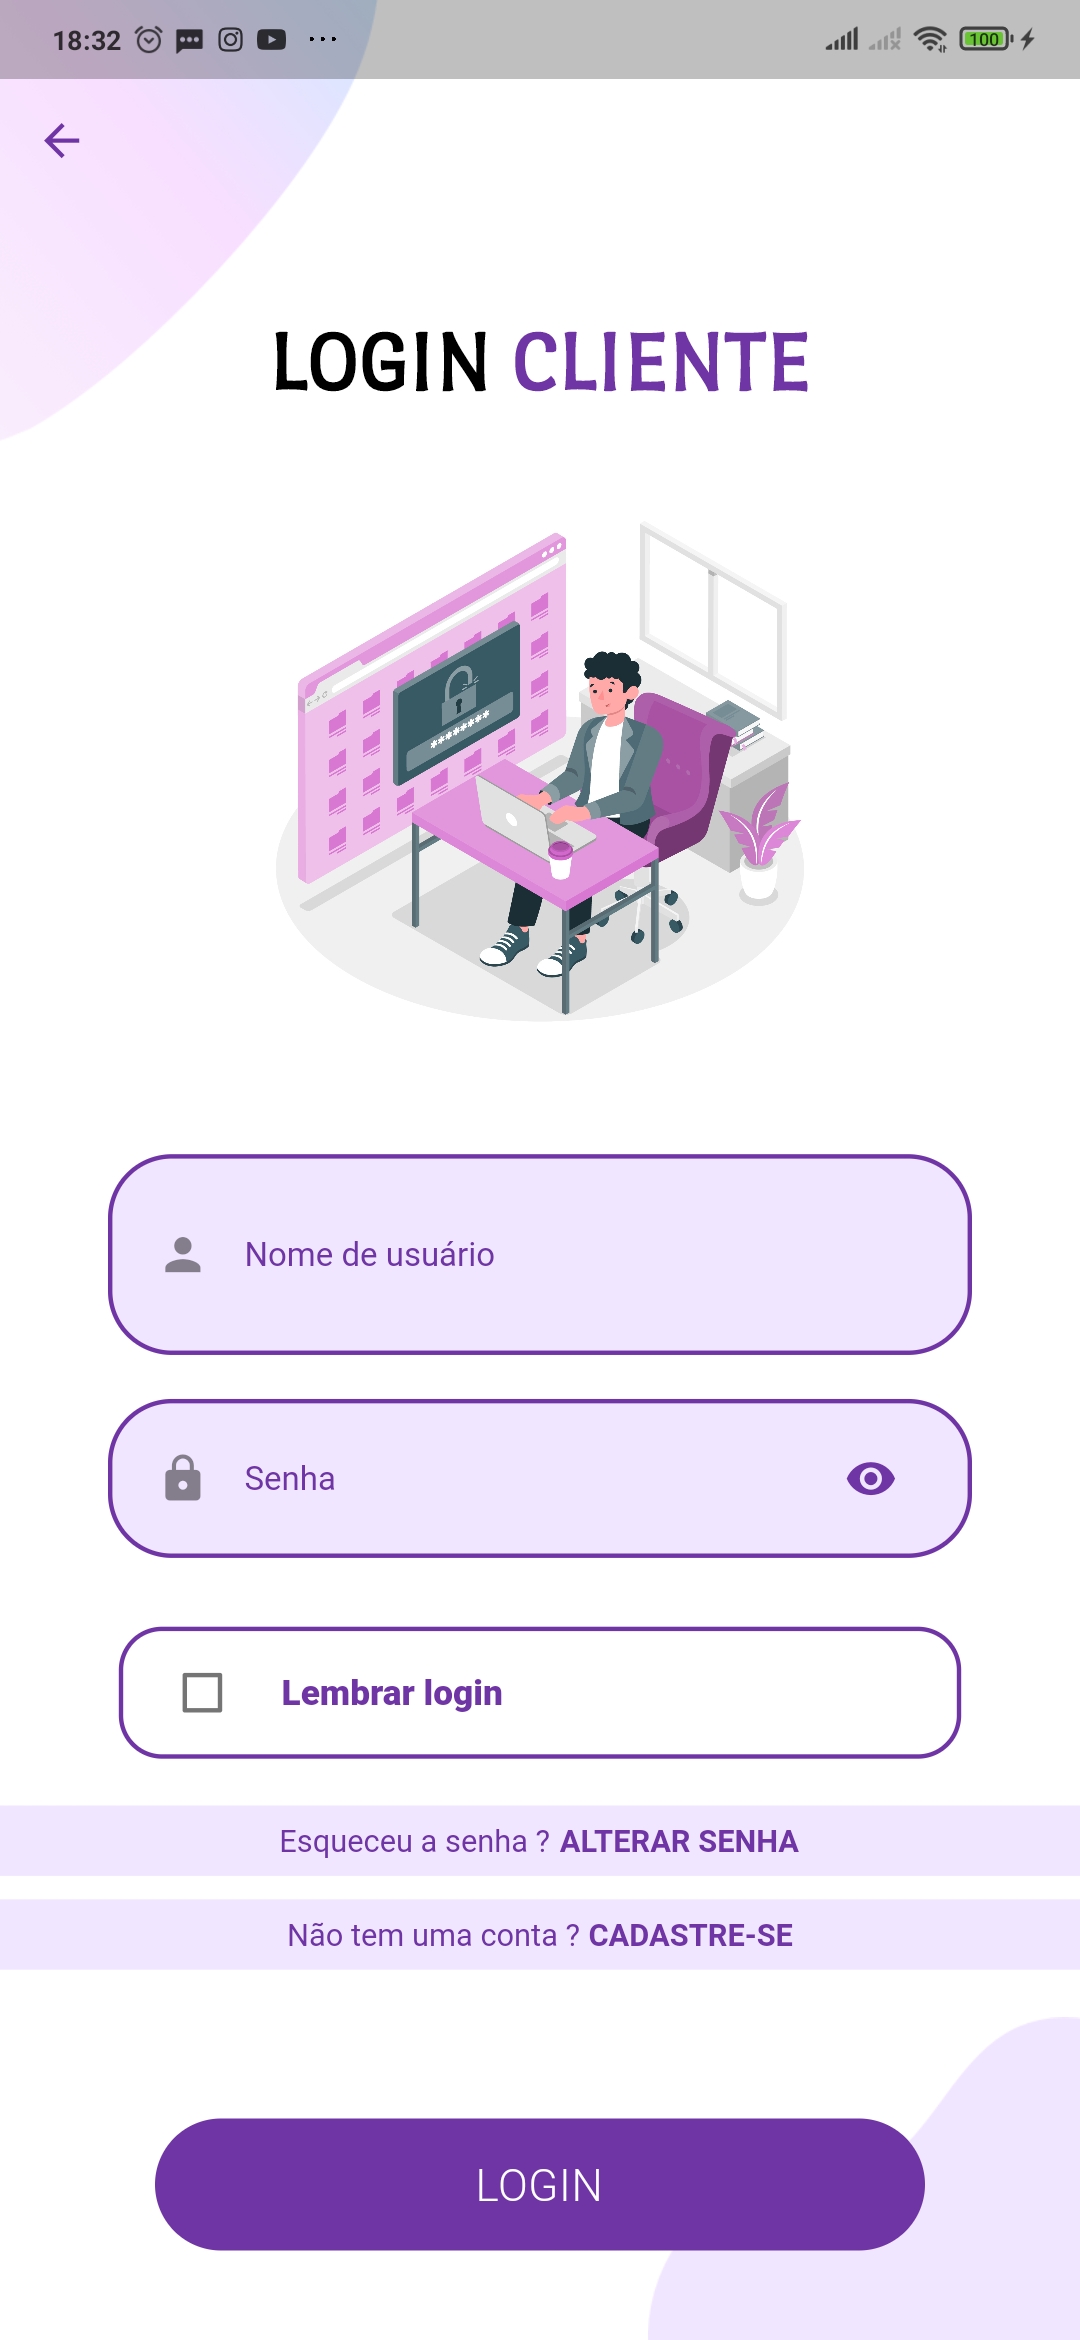 18:32
100
LOGIN CLIENTE
********
Nome de usuário
Senha
Lembrar login
Esqueceu a senha ? ALTERAR SENHA
Não tem uma conta ? CADASTRE-SE
LOGIN